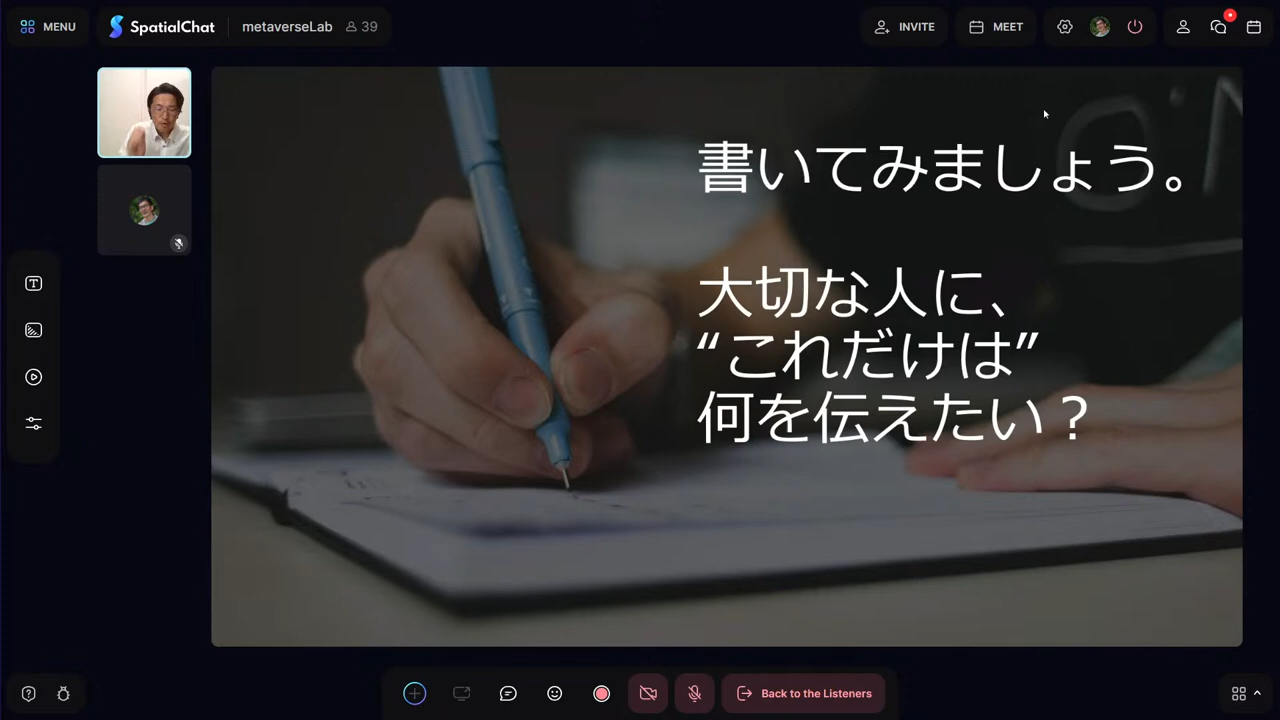 MENU
SpatialChat
metaverseLab
39
INVITE
MEET
書いてみましょう。
大切な人に、
“これだけは”
何を伝えたい？
Back to the Listeners